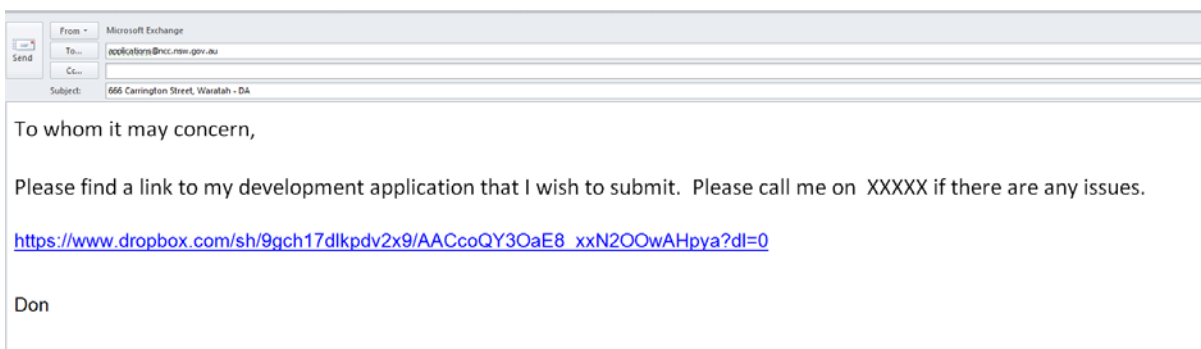 From
Microsoft Exchange
Send
To...
applications@ncc.nsw.gov.au
Cc...
Subject:
666 Carrington Street, Waratah - DA
To whom it may concern,
Please find a link to my development application that I wish to submit.  Please call me on  XXXXX if there are any issues.
https://www.dropbox.com/sh/9gch17dlkpdv2x9/AACcoQY3OaE8_xxN2OOwAHpya?dl=0
Don